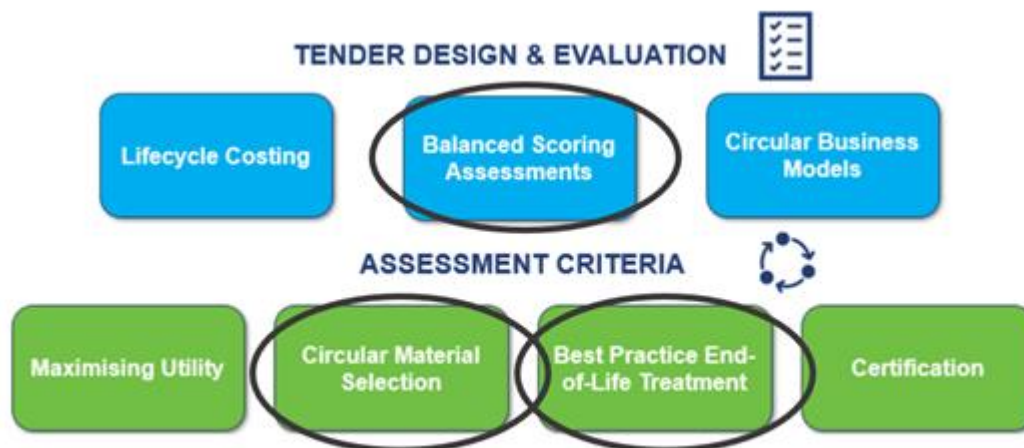 TENDER DESIGN & EVALUATION
Lifecycle Costing
Balanced Scoring
Assessments
Circular Business
Models
ASSESSMENT CRITERIA
Maximising Utility
Circular Material
Selection
Best Practice End-
of-Life Treatment
Certification